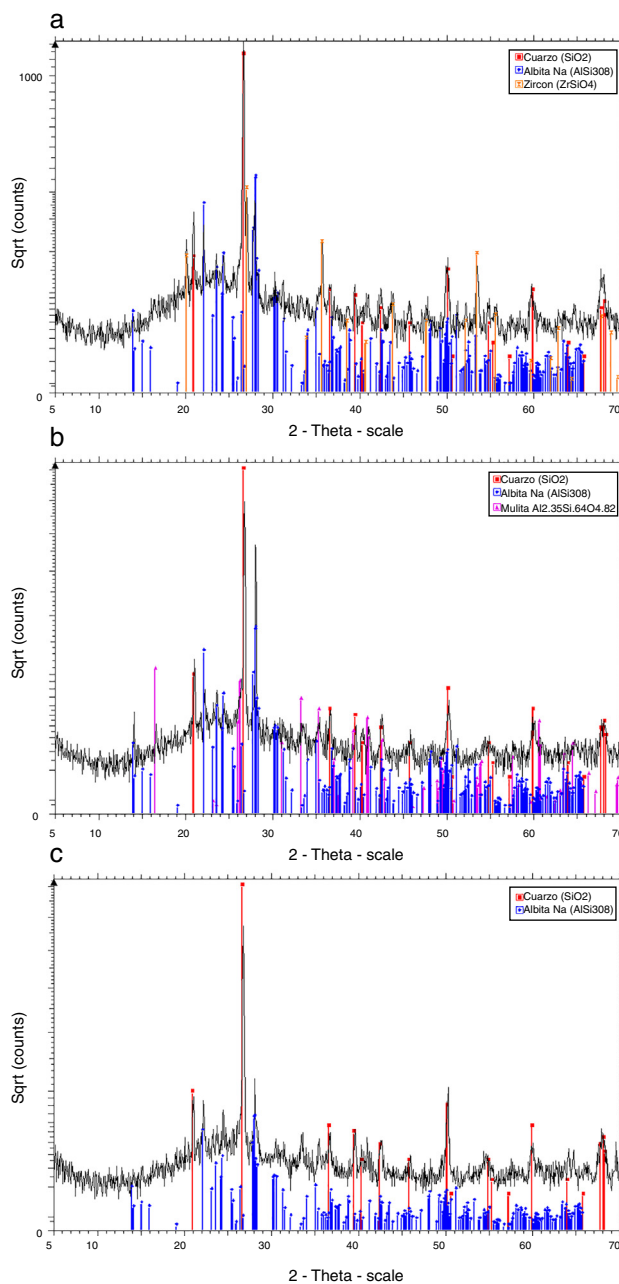 a
1000
Sqrt (counts)
0
Cuarzo (SiO2)
Albita Na (AlSi308)
Zircon (ZrSiO4)
5 10 20 30 40 50 60 70
2 - Theta - scale
b
Sqrt (counts)
0
Cuarzo (SiO2)
Albita Na (AlSi308)
Mulita Al2.35Si.64O4.82
5 10 20 30 40 50 60 70
2 - Theta - scale
c
Sqrt (counts)
0
Cuarzo (SiO2)
Albita Na (AlSi308)
5 10 20 30 40 50 60 70
2 - Theta - scale